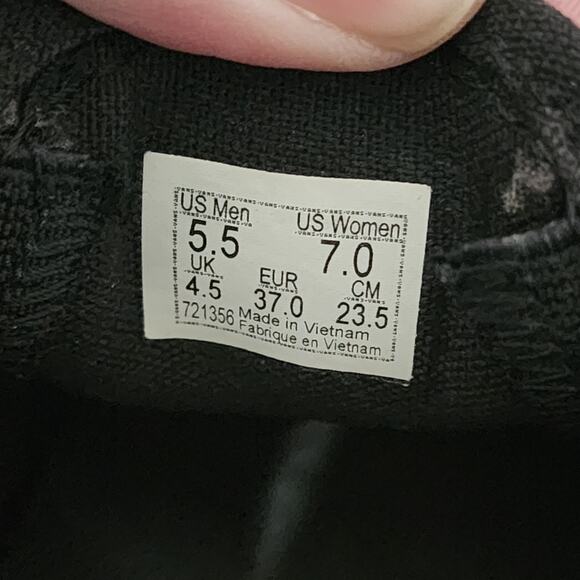 US Men US Women
5.5 7.0
UK EUR CM
4.5 37.0 23.5
721356 Made in Vietnam
Fabrique en Vietnam